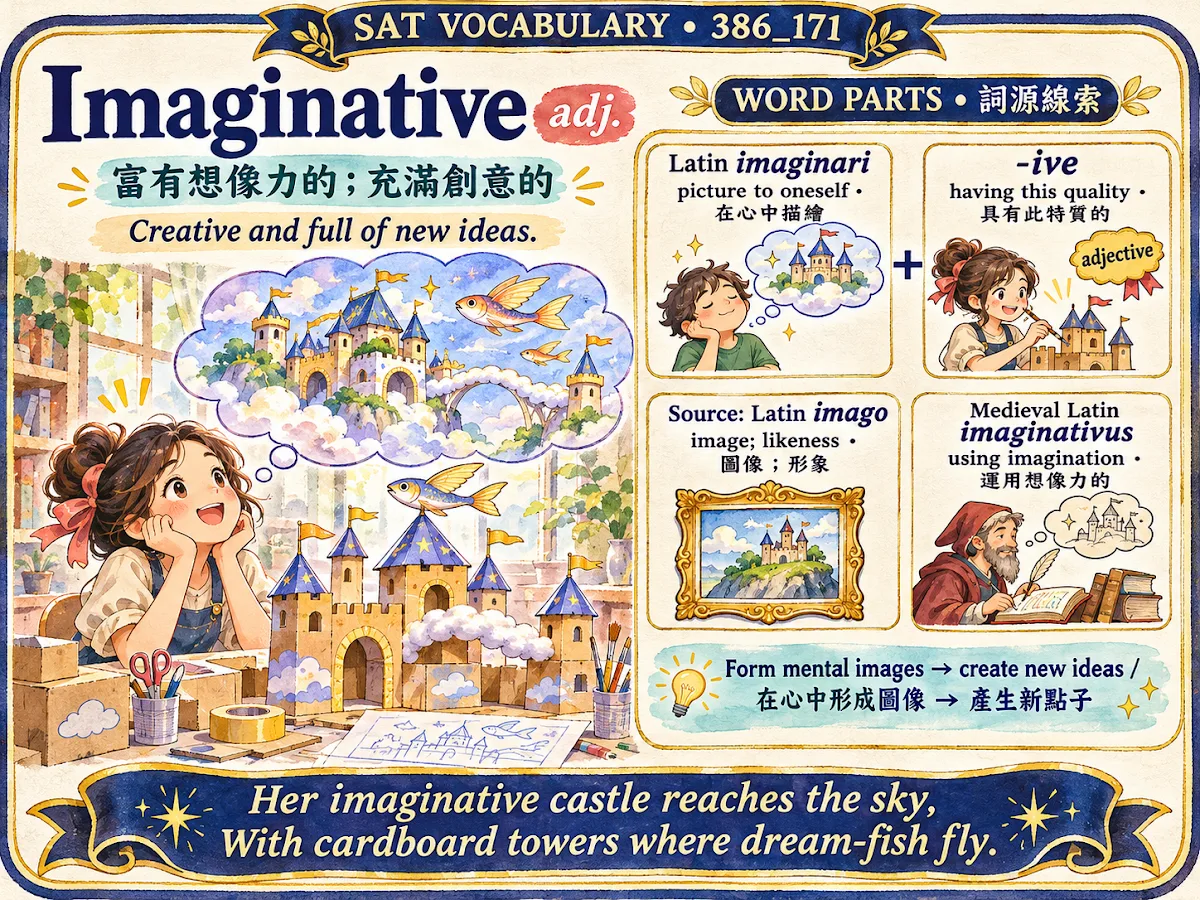 SAT VOCABULARY • 386_171
Imaginative adj.
富有想像力的；充滿創意的
Creative and full of new ideas.
WORD PARTS • 詞源線索
Latin imaginari
picture to oneself •
在心中描繪
+
-ive
having this quality •
具有此特質的
adjective
Source: Latin imago
image; likeness •
圖像；形象
Medieval Latin
imaginativus
using imagination •
運用想像力的
Form mental images → create new ideas /
在心中形成圖像 → 產生新點子
Her imaginative castle reaches the sky,
With cardboard towers where dream-fish fly.